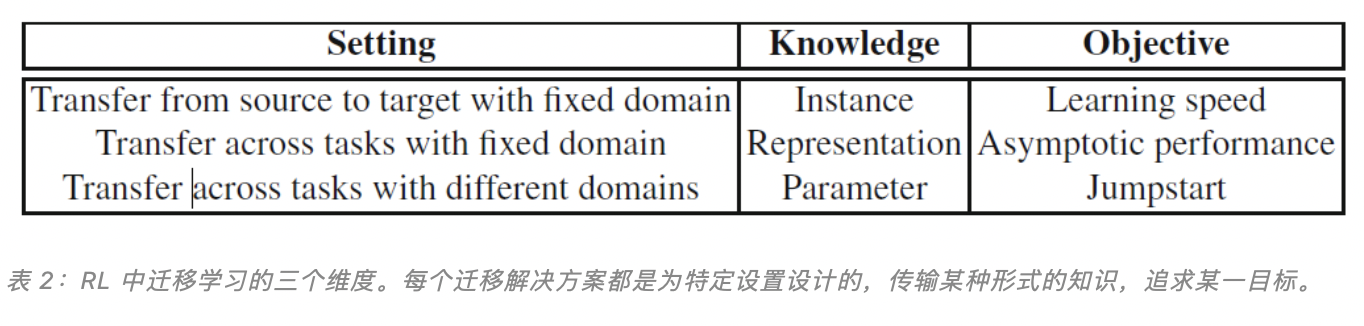 Setting Knowledge Objective
Transfer from source to target with fixed domain Instance Learning speed
Transfer across tasks with fixed domain Representation Asymptotic performance
Transfer across tasks with different domains Parameter Jumpstart
表 2：RL 中迁移学习的三个维度。每个迁移解决方案都是为特定设置设计的，传输某种形式的知识，追求某一目标。